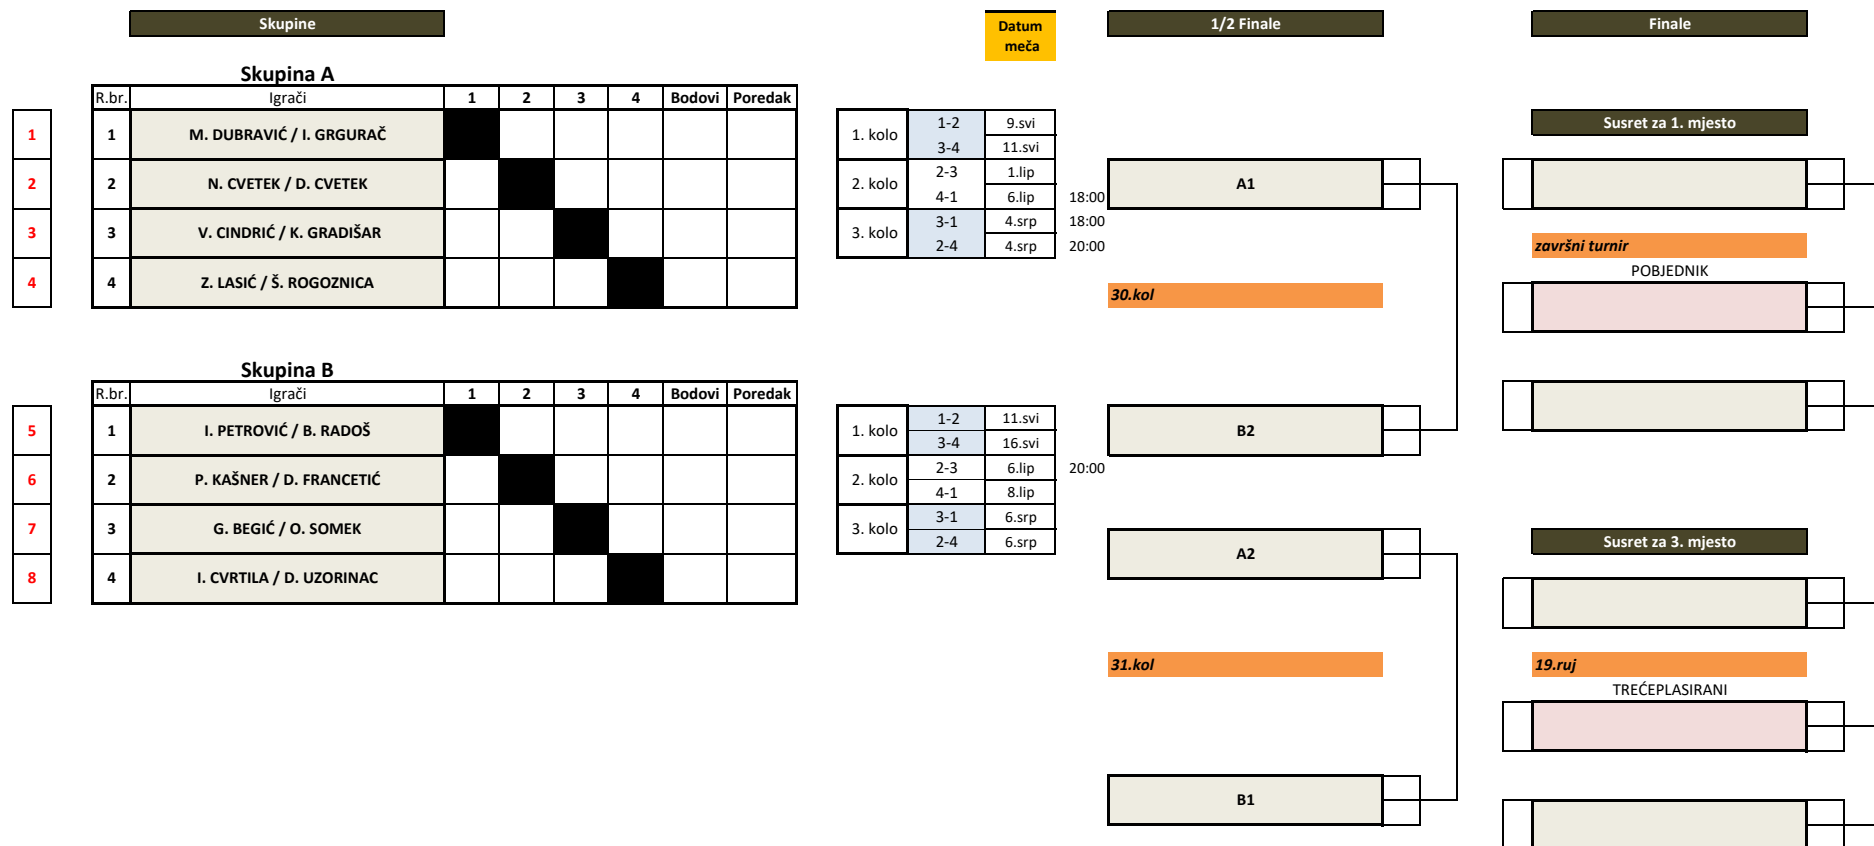 Skupine
Datum meča
1/2 Finale
Finale
Skupina A
R.br. Igrači 1 2 3 4 Bodovi Poredak
1 1 M. DUBRAVIĆ / I. GRGURAČ
2 2 N. CVETEK / D. CVETEK
3 3 V. CINDRIĆ / K. GRADIŠAR
4 4 Z. LASIĆ / Š. ROGOZNICA
1. kolo 1-2 9.svi
3-4 11.svi
2. kolo 2-3 1.lip
4-1 6.lip 18:00
3. kolo 3-1 4.srp 18:00
2-4 4.srp 20:00
Skupina B
R.br. Igrači 1 2 3 4 Bodovi Poredak
5 1 I. PETROVIĆ / B. RADOŠ
6 2 P. KAŠNER / D. FRANCETIĆ
7 3 G. BEGIĆ / O. SOMEK
8 4 I. CVRTILA / D. UZORINAC
1. kolo 1-2 11.svi
3-4 16.svi
2. kolo 2-3 6.lip 20:00
4-1 8.lip
3. kolo 3-1 6.srp
2-4 6.srp
A1
30.kol
B2
A2
31.kol
B1
Susret za 1. mjesto
završni turnir
POBJEDNIK
Susret za 3. mjesto
19.ruj
TREĆEPLASIRANI